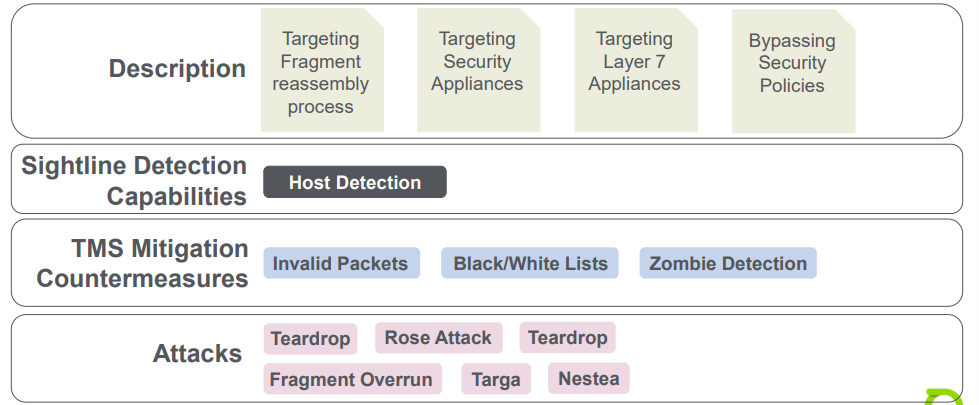 Description
Targeting
Fragment
reassembly
process
Targeting
Security
Appliances
Targeting
Layer 7
Appliances
Bypassing
Security
Policies
Sightline Detection
Capabilities
Host Detection
TMS Mitigation
Countermeasures
Invalid Packets
Black/White Lists
Zombie Detection
Attacks
Teardrop
Rose Attack
Teardrop
Fragment Overrun
Targa
Nestea